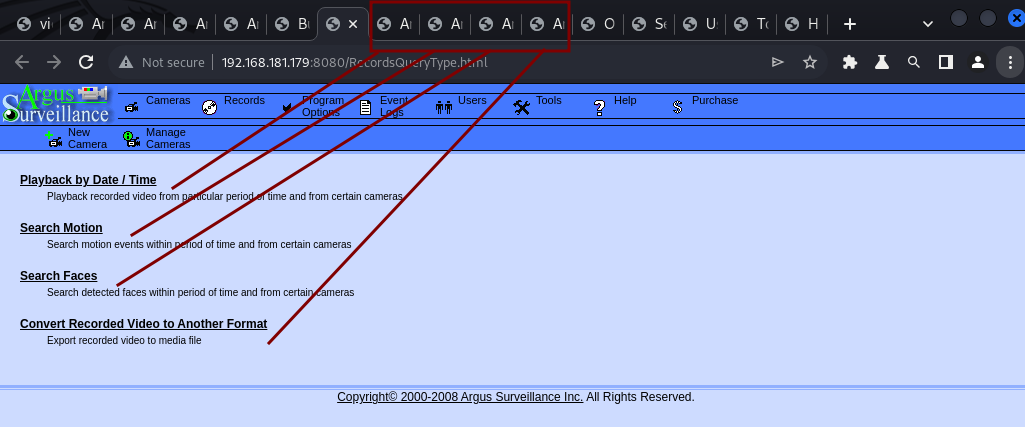 vi Ar Ar Ar Ar Bu Ar Ar Ar Ar O Se U To H
Not secure 192.168.181.179:8080/RecordsQueryType.html
Argus Surveillance
Cameras Records Program Options Event Logs Users Tools Help Purchase
New Camera Manage Cameras
Playback by Date / Time
Playback recorded video from particular period of time and from certain cameras
Search Motion
Search motion events within period of time and from certain cameras
Search Faces
Search detected faces within period of time and from certain cameras
Convert Recorded Video to Another Format
Export recorded video to media file
Copyright© 2000-2008 Argus Surveillance Inc. All Rights Reserved.